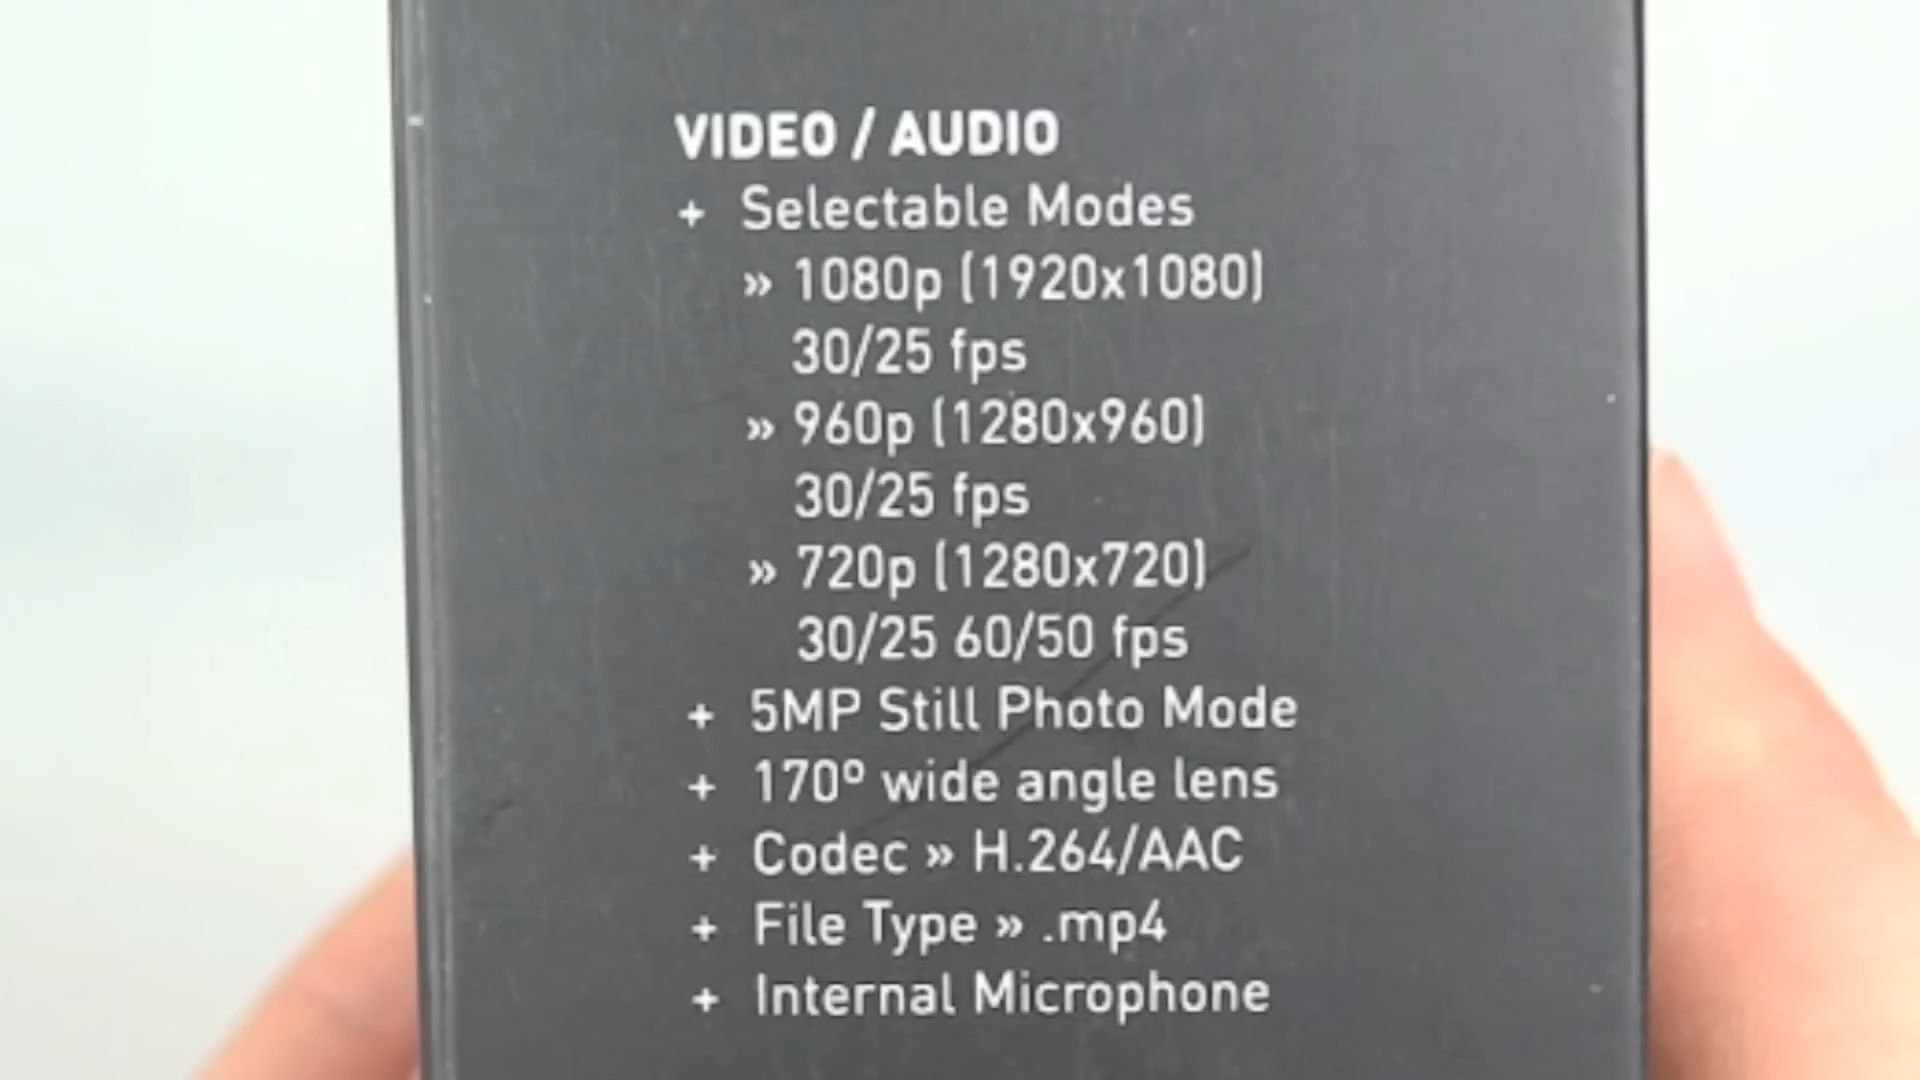 VIDEO / AUDIO
+ Selectable Modes
» 1080p (1920x1080)
30/25 fps
» 960p (1280x960)
30/25 fps
» 720p (1280x720)
30/25 60/50 fps
+ 5MP Still Photo Mode
+ 170º wide angle lens
+ Codec » H.264/AAC
+ File Type » .mp4
+ Internal Microphone